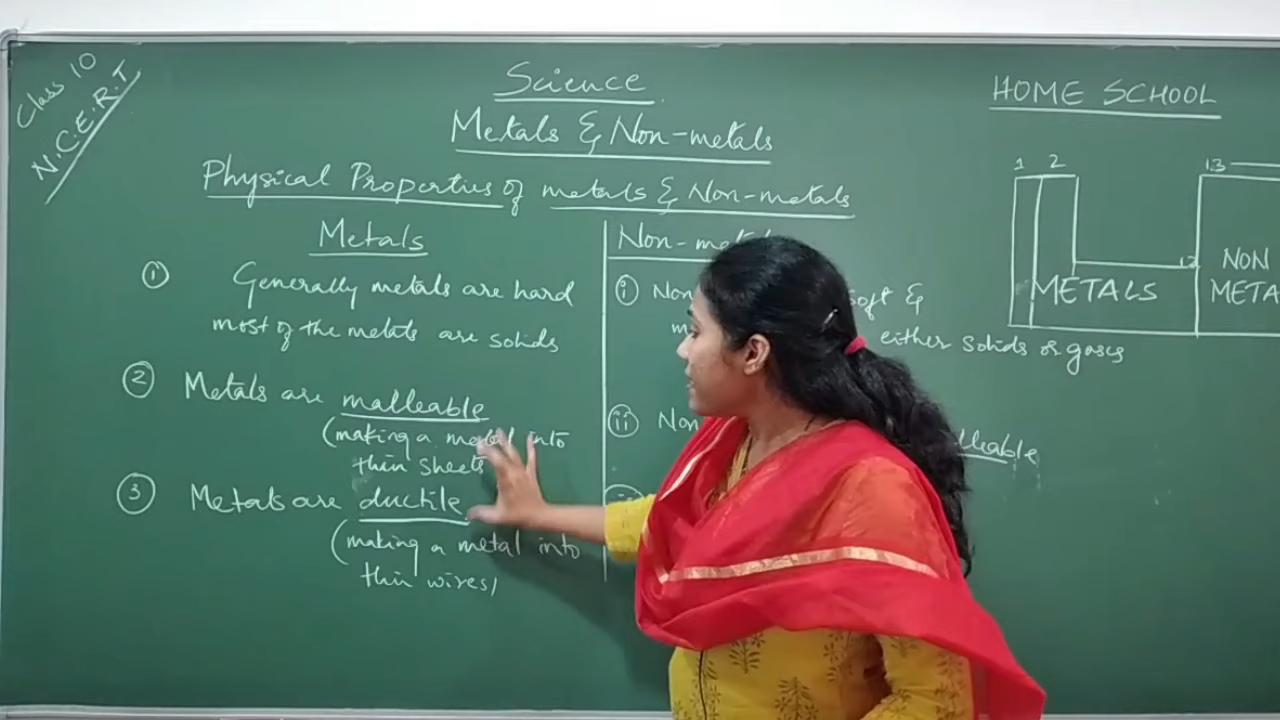 Class 10
N.C.E.R.T
Science
Metals & Non-metals
Physical Properties of metals & Non-metals
Metals
① Generally metals are hard
most of the metals are solids
② Metals are malleable
(making a metal into
thin sheets
③ Metals are ductile
(making a metal into
thin wires)
Non-metals
i) Non soft &
either solids or gases
ii) Non
HOME SCHOOL
1 2
13
METALS
NON
META